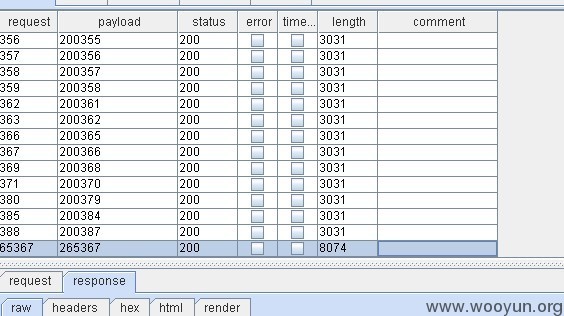 request payload status error time... length comment
356 200355 200 3031
357 200356 200 3031
358 200357 200 3031
359 200358 200 3031
362 200361 200 3031
363 200362 200 3031
366 200365 200 3031
367 200366 200 3031
369 200368 200 3031
371 200370 200 3031
380 200379 200 3031
385 200384 200 3031
388 200387 200 3031
65367 265367 200 8074
request response
raw headers hex html render
www.wooyun.org